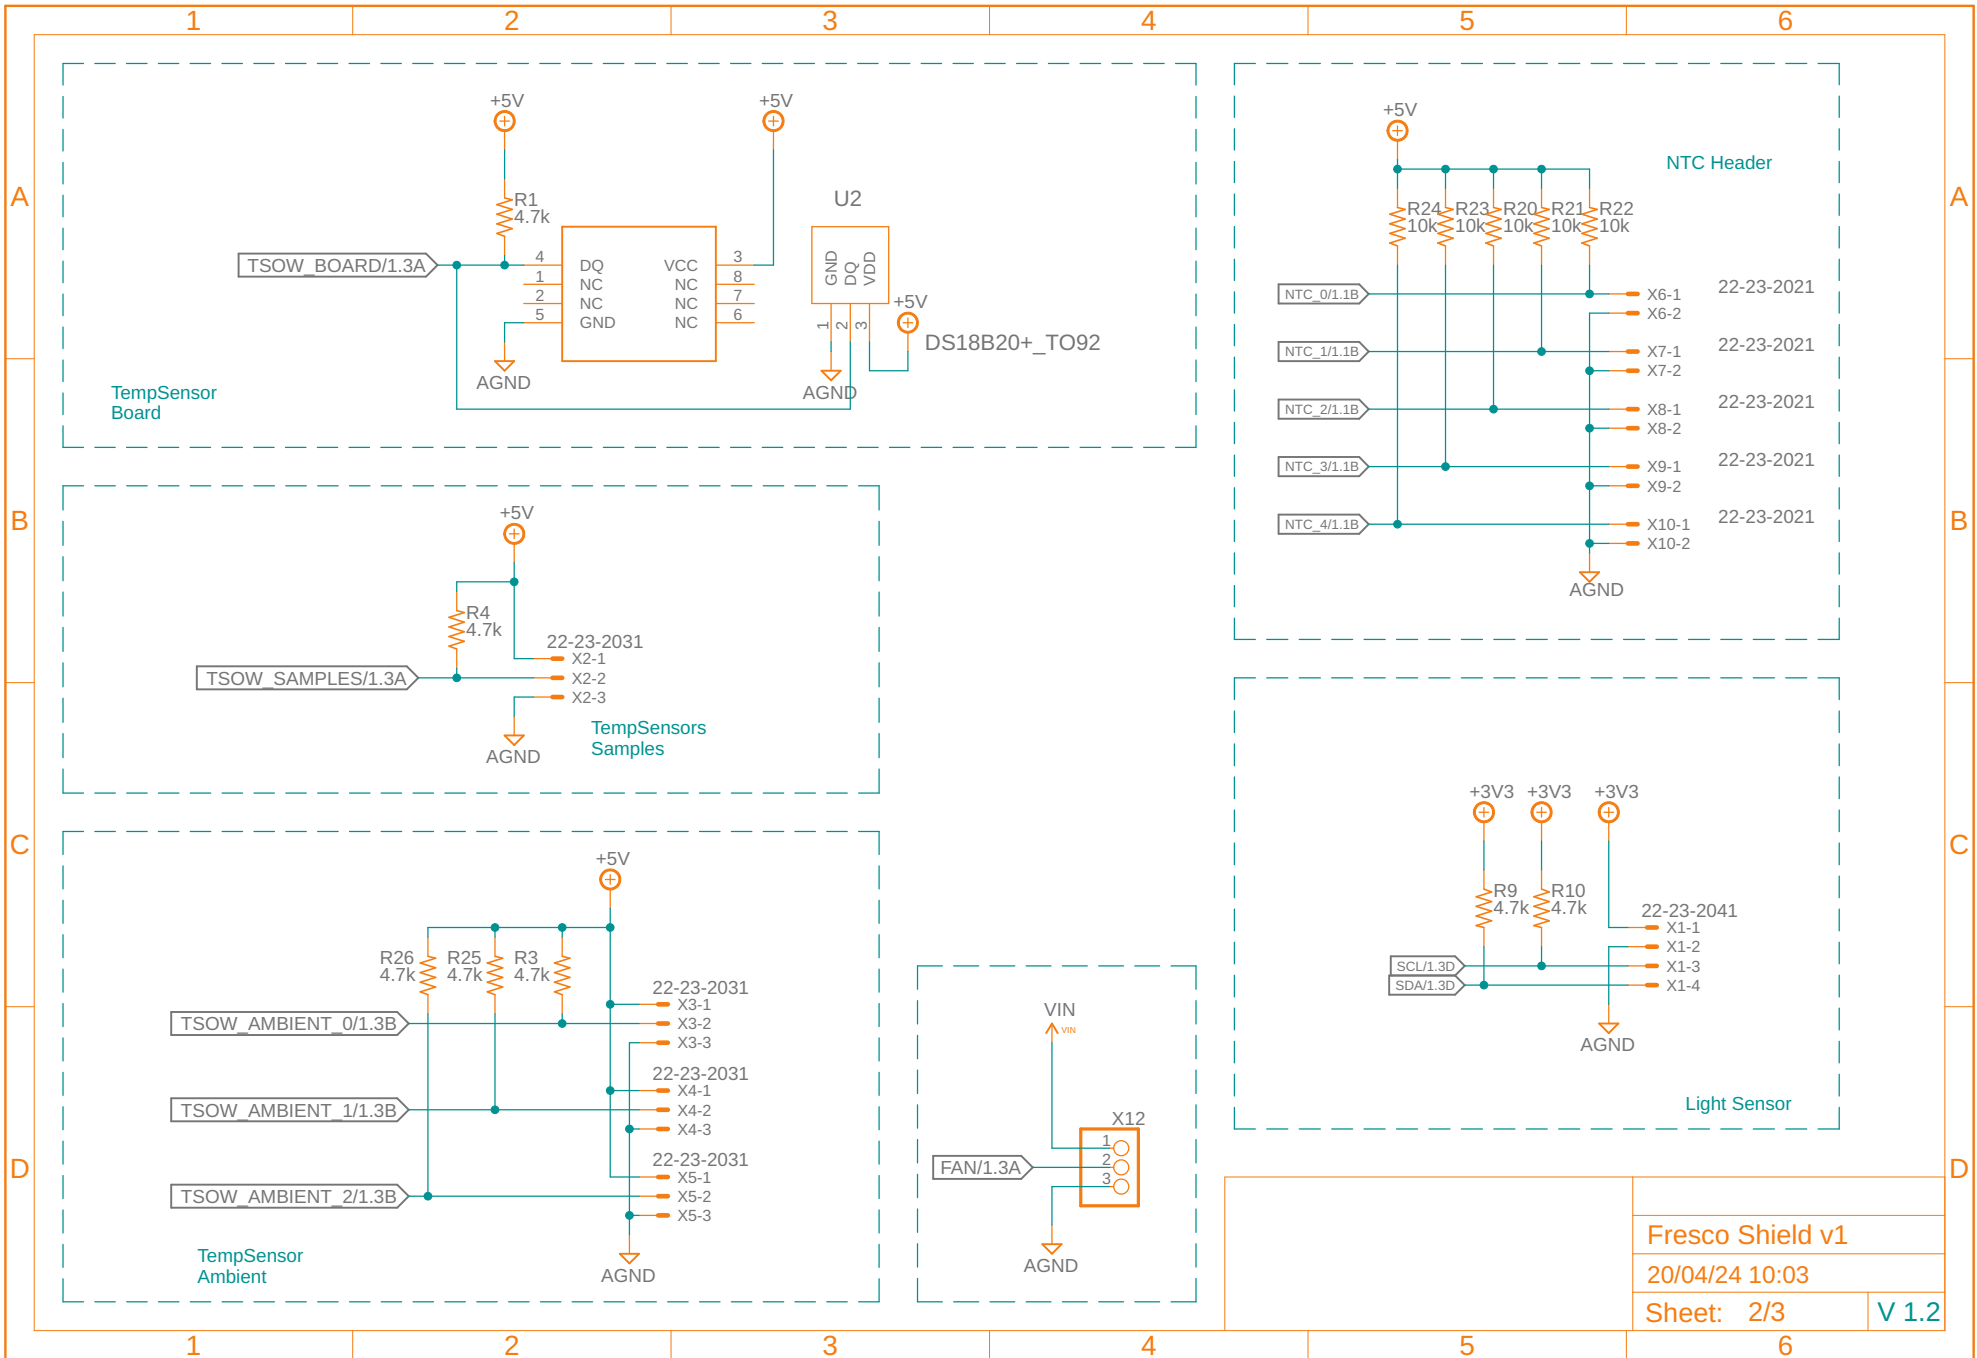 1 2 3 4 5 6
A
B
C
D
A
B
C
D
+5V
+5V
R1
4.7k
TSOW_BOARD/1.3A
4 DQ VCC 3
1 NC NC 8
2 NC NC 7
5 GND NC 6
AGND
U2
GND
DQ
VDD
1
2
3
+5V
DS18B20+_TO92
AGND
TempSensor
Board
+5V
R4
4.7k
22-23-2031
X2-1
TSOW_SAMPLES/1.3A
X2-2
X2-3
AGND
TempSensors
Samples
+5V
R26 R25 R3
4.7k 4.7k 4.7k
22-23-2031
X3-1
TSOW_AMBIENT_0/1.3B
X3-2
X3-3
22-23-2031
X4-1
TSOW_AMBIENT_1/1.3B
X4-2
X4-3
22-23-2031
X5-1
TSOW_AMBIENT_2/1.3B
X5-2
X5-3
AGND
TempSensor
Ambient
VIN
VIN
X12
1
FAN/1.3A
2
3
AGND
+5V
NTC Header
R24 R23 R20 R21 R22
10k 10k 10k 10k 10k
NTC_0/1.1B
X6-1
22-23-2021
X6-2
NTC_1/1.1B
X7-1
22-23-2021
X7-2
NTC_2/1.1B
X8-1
22-23-2021
X8-2
NTC_3/1.1B
X9-1
22-23-2021
X9-2
NTC_4/1.1B
X10-1
22-23-2021
X10-2
AGND
+3V3 +3V3 +3V3
R9 R10
4.7k 4.7k
22-23-2041
X1-1
X1-2
SCL/1.3D
X1-3
SDA/1.3D
X1-4
AGND
Light Sensor
Fresco Shield v1
20/04/24 10:03
Sheet: 2/3
V 1.2
1 2 3 4 5 6